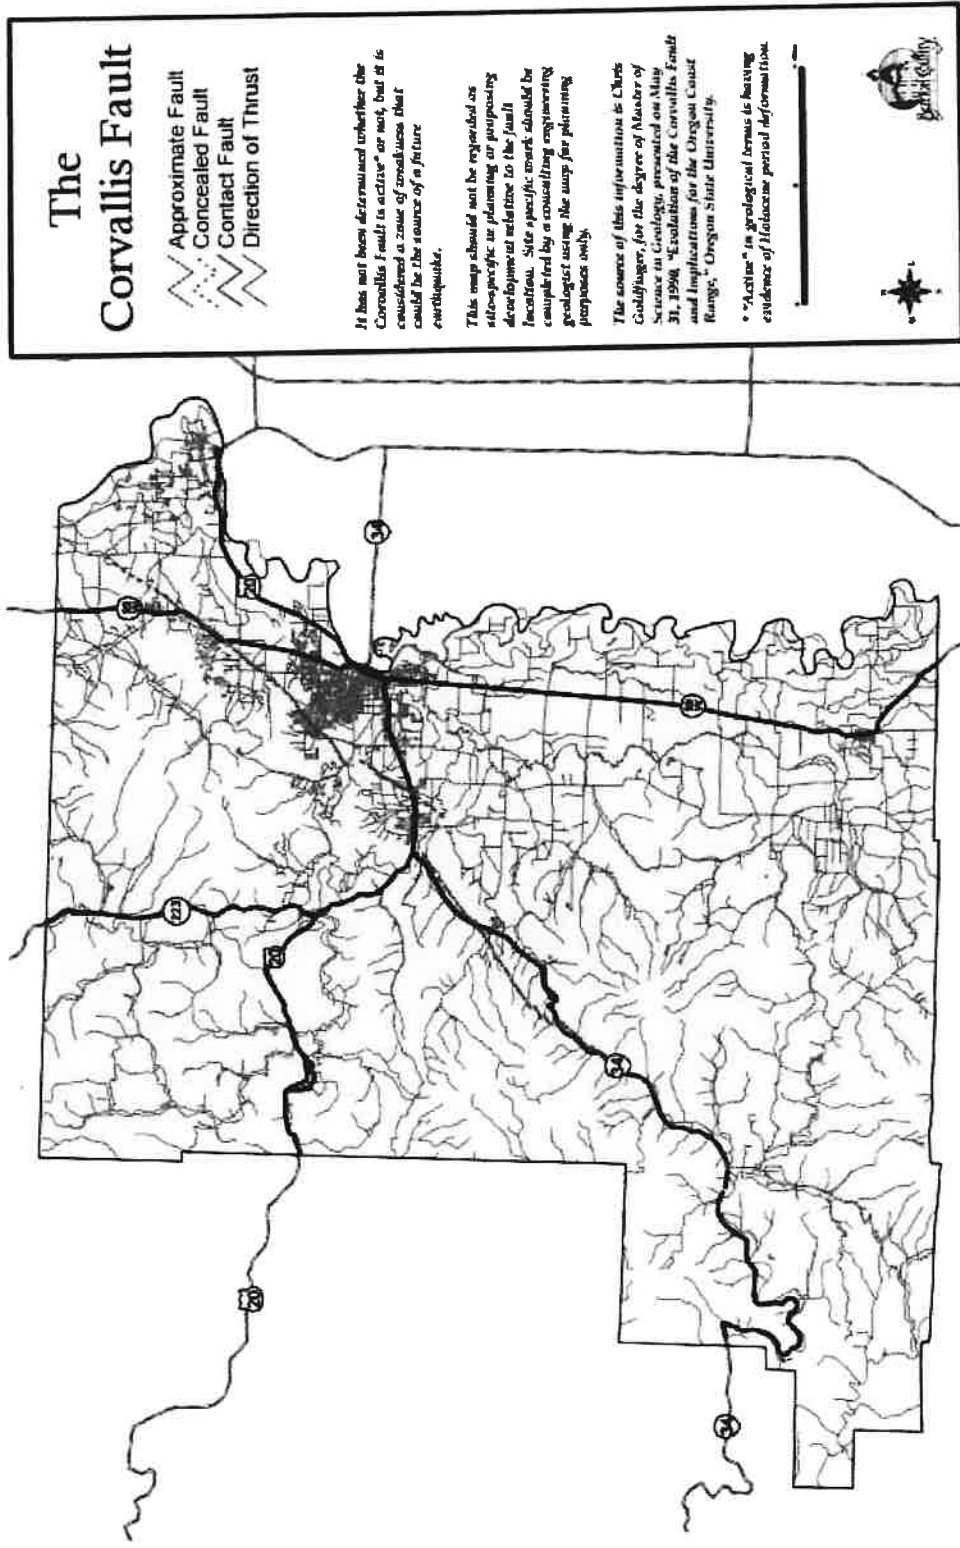 The
Corvallis Fault
Approximate Fault
Concealed Fault
Contact Fault
Direction of Thrust
It has not been determined whether the
Corvallis Fault is active* or not, but it is
considered a zone of weakness that
could be the source of a future
earthquake.
This map should not be regarded as
site-specific in planning or proposing
development relative to the fault
location. Site specific work should be
completed by a consulting engineering
geologist using the map for planning
purposes only.
The source of this information is Chris
Goldfinger, for the degree of Master of
Science in Geology, presented on May
31, 1990, "Evolution of the Corvallis Fault
and Implications for the Oregon Coast
Range," Oregon State University.
* "Active" in geological terms is having
evidence of Holocene period deformation.
Benton County
20
34
223
20
20
34
34